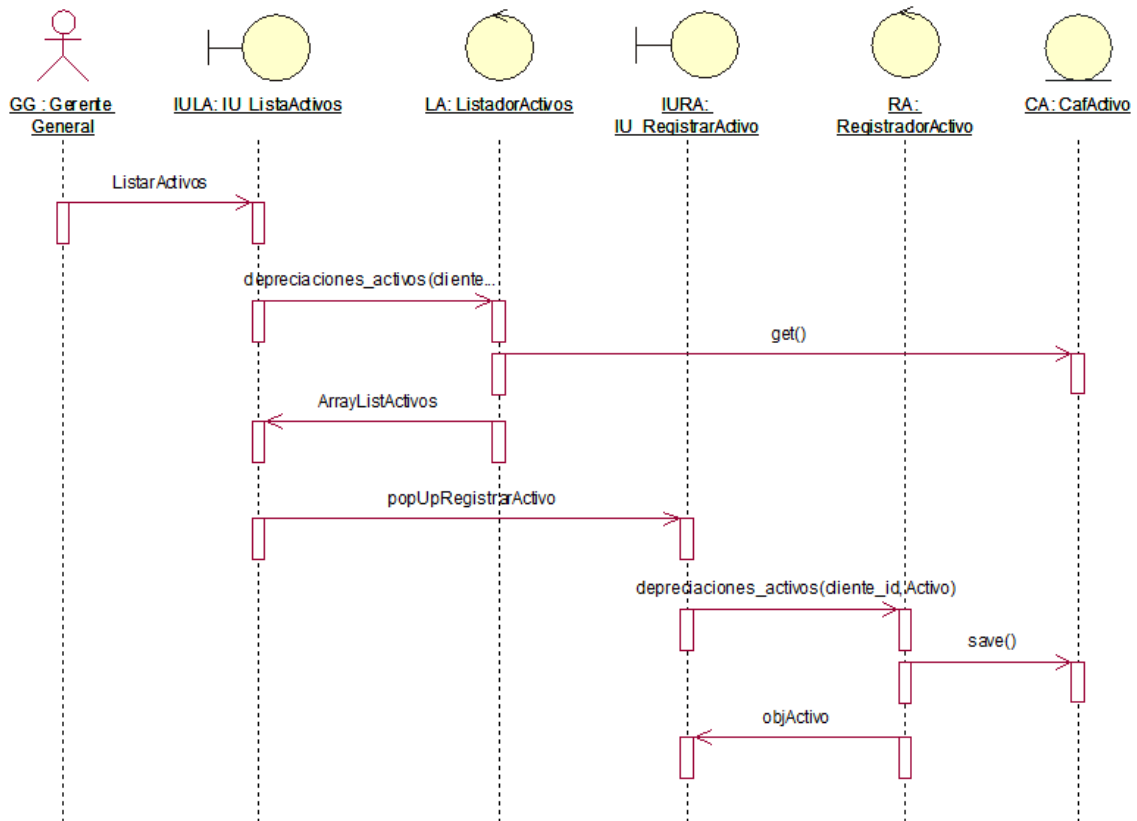 GG : Gerente
General
IULA: IU_ListaActivos
LA: ListadorActivos
IURA:
IU_RegistrarActivo
RA:
RegistradorActivo
CA: CafActivo
ListarActivos
depreciaciones_activos(cliente...
get()
ArrayListActivos
popUpRegistrarActivo
depreciaciones_activos(cliente_id,Activo)
save()
objActivo